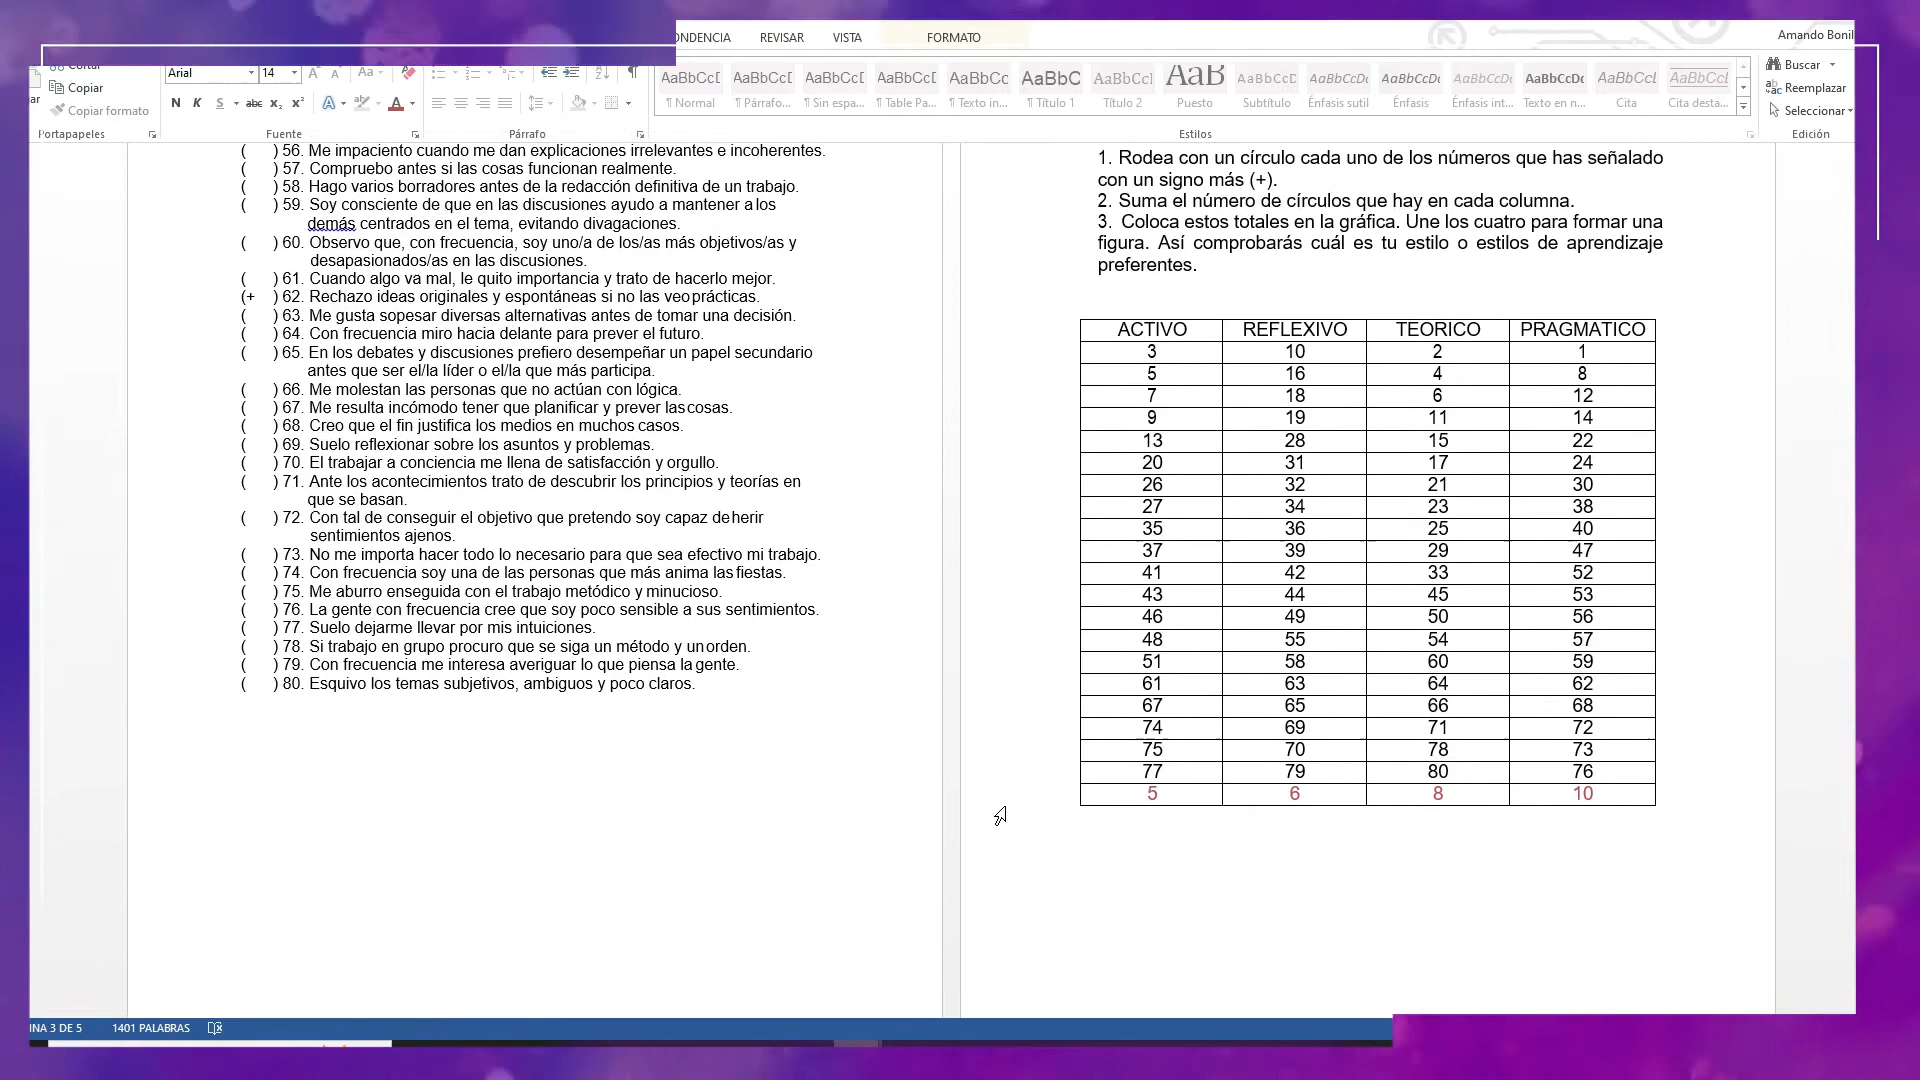 NDENCIA REVISAR VISTA FORMATO Amando Bonil
Cortar
Copiar
ar Copiar formato
Portapapeles
Arial 14 Aa
N K S abc x₂ x² A A
Fuente
Párrafo
AaBbCcD AaBbCcD AaBbCcD AaBbCcD AaBbCc AaBbC AaBbCcl AaB AaBbCcD AaBbCcDc AaBbCcDc AaBbCcDc AaBbCcDc AaBbCcL AaBbCcL
¶ Normal ¶ Párrafo... ¶ Sin espa... ¶ Table Pa... ¶ Texto in... ¶ Título 1 Título 2 Puesto Subtítulo Énfasis sutil Énfasis Énfasis int... Texto en n... Cita Cita desta...
Estilos
Buscar
Reemplazar
Seleccionar
Edición
( ) 56. Me impaciento cuando me dan explicaciones irrelevantes e incoherentes.
( ) 57. Compruebo antes si las cosas funcionan realmente.
( ) 58. Hago varios borradores antes de la redacción definitiva de un trabajo.
( ) 59. Soy consciente de que en las discusiones ayudo a mantener a los
demás centrados en el tema, evitando divagaciones.
( ) 60. Observo que, con frecuencia, soy uno/a de los/as más objetivos/as y
desapasionados/as en las discusiones.
( ) 61. Cuando algo va mal, le quito importancia y trato de hacerlo mejor.
(+ ) 62. Rechazo ideas originales y espontáneas si no las veo prácticas.
( ) 63. Me gusta sopesar diversas alternativas antes de tomar una decisión.
( ) 64. Con frecuencia miro hacia delante para prever el futuro.
( ) 65. En los debates y discusiones prefiero desempeñar un papel secundario
antes que ser el/la líder o el/la que más participa.
( ) 66. Me molestan las personas que no actúan con lógica.
( ) 67. Me resulta incómodo tener que planificar y prever las cosas.
( ) 68. Creo que el fin justifica los medios en muchos casos.
( ) 69. Suelo reflexionar sobre los asuntos y problemas.
( ) 70. El trabajar a conciencia me llena de satisfacción y orgullo.
( ) 71. Ante los acontecimientos trato de descubrir los principios y teorías en
que se basan.
( ) 72. Con tal de conseguir el objetivo que pretendo soy capaz de herir
sentimientos ajenos.
( ) 73. No me importa hacer todo lo necesario para que sea efectivo mi trabajo.
( ) 74. Con frecuencia soy una de las personas que más anima las fiestas.
( ) 75. Me aburro enseguida con el trabajo metódico y minucioso.
( ) 76. La gente con frecuencia cree que soy poco sensible a sus sentimientos.
( ) 77. Suelo dejarme llevar por mis intuiciones.
( ) 78. Si trabajo en grupo procuro que se siga un método y un orden.
( ) 79. Con frecuencia me interesa averiguar lo que piensa la gente.
( ) 80. Esquivo los temas subjetivos, ambiguos y poco claros.
1. Rodea con un círculo cada uno de los números que has señalado
con un signo más (+).
2. Suma el número de círculos que hay en cada columna.
3. Coloca estos totales en la gráfica. Une los cuatro para formar una
figura. Así comprobarás cuál es tu estilo o estilos de aprendizaje
preferentes.
ACTIVO REFLEXIVO TEORICO PRAGMATICO
3 10 2 1
5 16 4 8
7 18 6 12
9 19 11 14
13 28 15 22
20 31 17 24
26 32 21 30
27 34 23 38
35 36 25 40
37 39 29 47
41 42 33 52
43 44 45 53
46 49 50 56
48 55 54 57
51 58 60 59
61 63 64 62
67 65 66 68
74 69 71 72
75 70 78 73
77 79 80 76
5 6 8 10
INA 3 DE 5 1401 PALABRAS